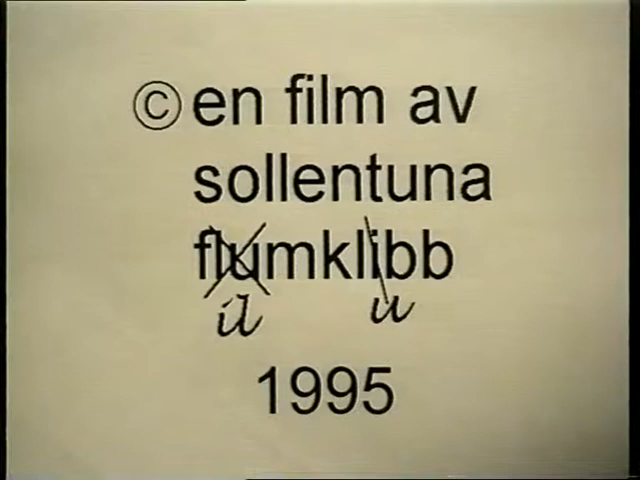 © en film av
sollentuna
flumklibb
il u
1995